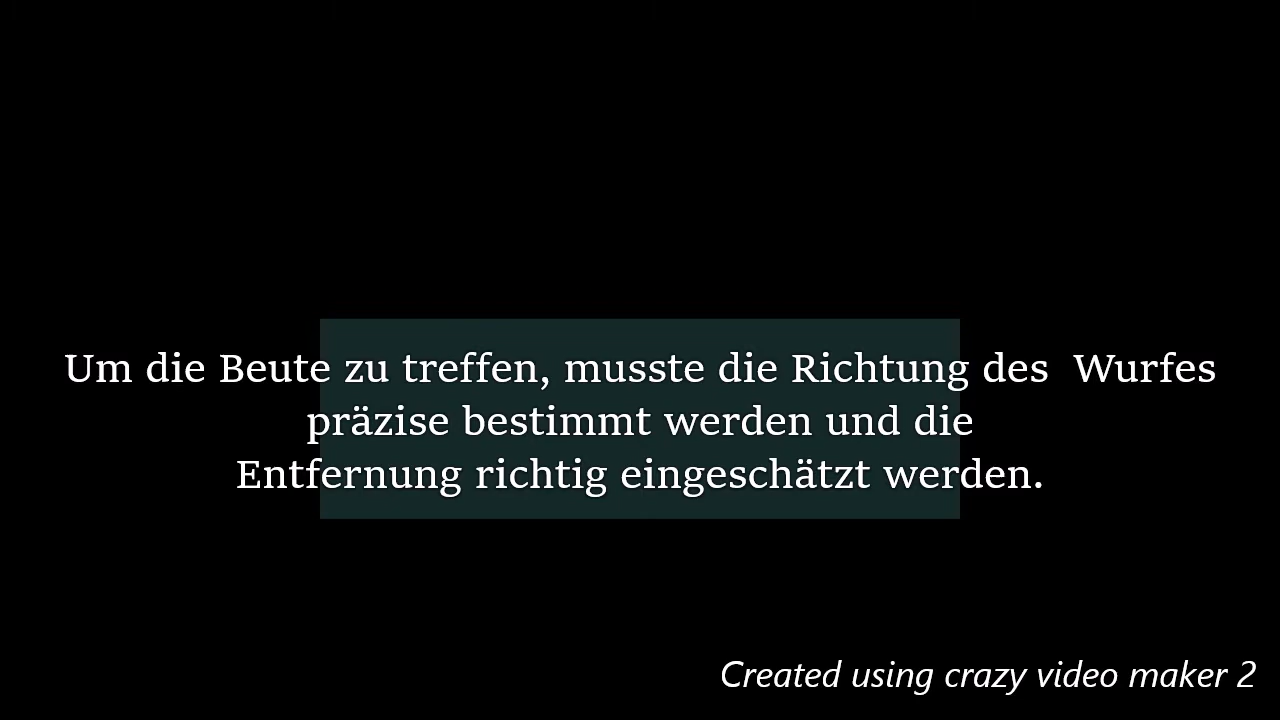 Um die Beute zu treffen, musste die Richtung des  Wurfes
präzise bestimmt werden und die
Entfernung richtig eingeschätzt werden.
Created using crazy video maker 2